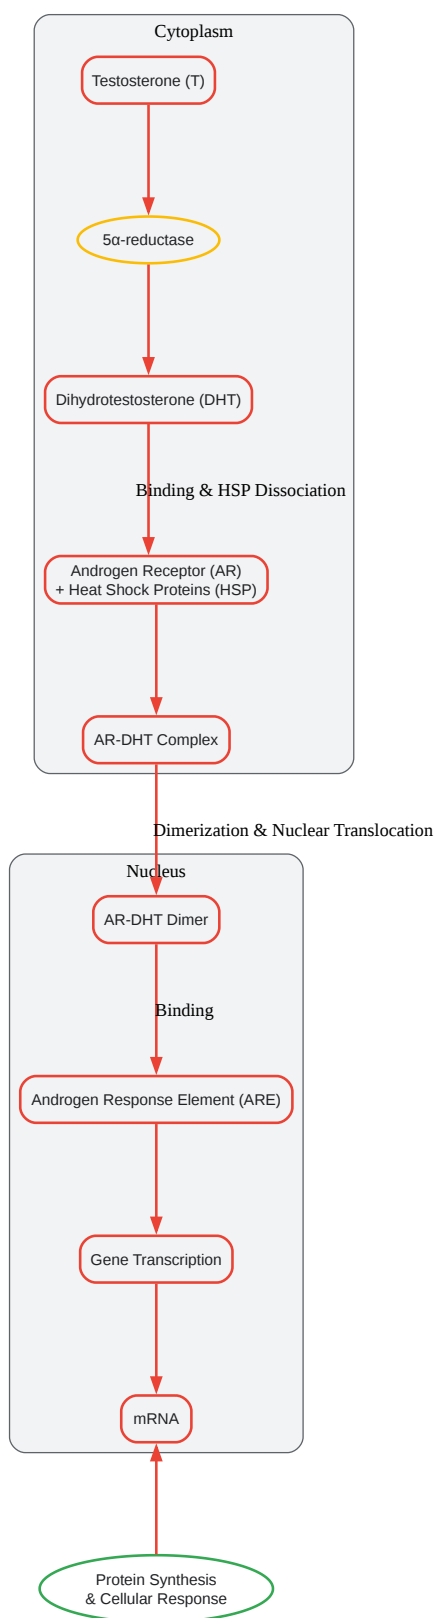 Cytoplasm
Testosterone (T)
5α-reductase
Dihydrotestosterone (DHT)
Binding & HSP Dissociation
Androgen Receptor (AR)
+ Heat Shock Proteins (HSP)
AR-DHT Complex
Dimerization & Nuclear Translocation
Nucleus
AR-DHT Dimer
Binding
Androgen Response Element (ARE)
Gene Transcription
mRNA
Protein Synthesis
& Cellular Response